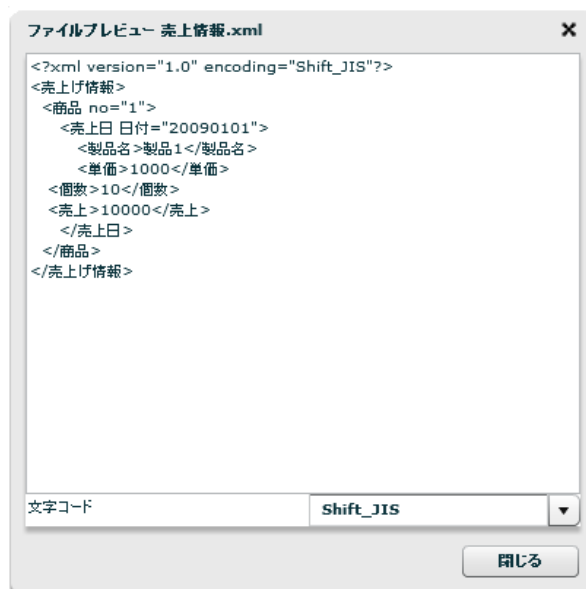 ファイルプレビュー 売上情報.xml
<?xml version="1.0" encoding="Shift_JIS"?>
<売上げ情報>
<商品 no="1">
<売上日 日付="20090101">
<製品名>製品1</製品名>
<単価>1000</単価>
<個数>10</個数>
<売上>10000</売上>
</売上日>
</商品>
</売上げ情報>
文字コード Shift_JIS
閉じる